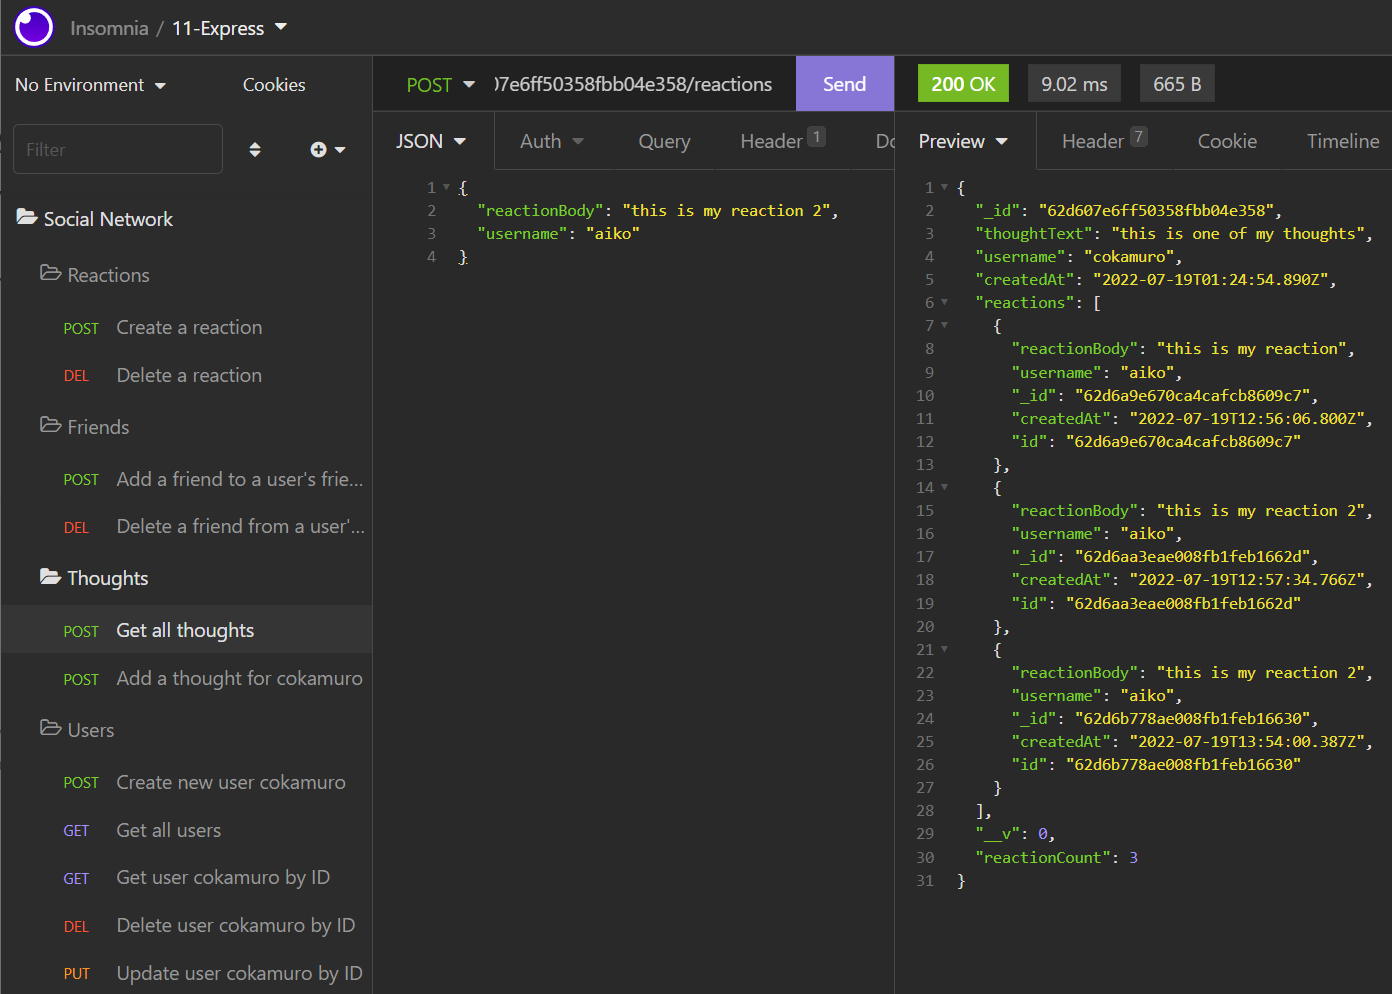 Insomnia / 11-Express
No Environment
Cookies
Filter
Social Network
Reactions
POST Create a reaction
DEL Delete a reaction
Friends
POST Add a friend to a user's frie...
DEL Delete a friend from a user'...
Thoughts
POST Get all thoughts
POST Add a thought for cokamuro
Users
POST Create new user cokamuro
GET Get all users
GET Get user cokamuro by ID
DEL Delete user cokamuro by ID
PUT Update user cokamuro by ID
POST 07e6ff50358fbb04e358/reactions Send
JSON Auth Query Header 1 Do
1 {
2 "reactionBody": "this is my reaction 2",
3 "username": "aiko"
4 }
200 OK 9.02 ms 665 B
Preview Header 7 Cookie Timeline
1 {
2 "_id": "62d607e6ff50358fbb04e358",
3 "thoughtText": "this is one of my thoughts",
4 "username": "cokamuro",
5 "createdAt": "2022-07-19T01:24:54.890Z",
6 "reactions": [
7 {
8 "reactionBody": "this is my reaction",
9 "username": "aiko",
10 "_id": "62d6a9e670ca4cafcb8609c7",
11 "createdAt": "2022-07-19T12:56:06.800Z",
12 "id": "62d6a9e670ca4cafcb8609c7"
13 },
14 {
15 "reactionBody": "this is my reaction 2",
16 "username": "aiko",
17 "_id": "62d6aa3eae008fb1feb1662d",
18 "createdAt": "2022-07-19T12:57:34.766Z",
19 "id": "62d6aa3eae008fb1feb1662d"
20 },
21 {
22 "reactionBody": "this is my reaction 2",
23 "username": "aiko",
24 "_id": "62d6b778ae008fb1feb16630",
25 "createdAt": "2022-07-19T13:54:00.387Z",
26 "id": "62d6b778ae008fb1feb16630"
27 }
28 ],
29 "__v": 0,
30 "reactionCount": 3
31 }